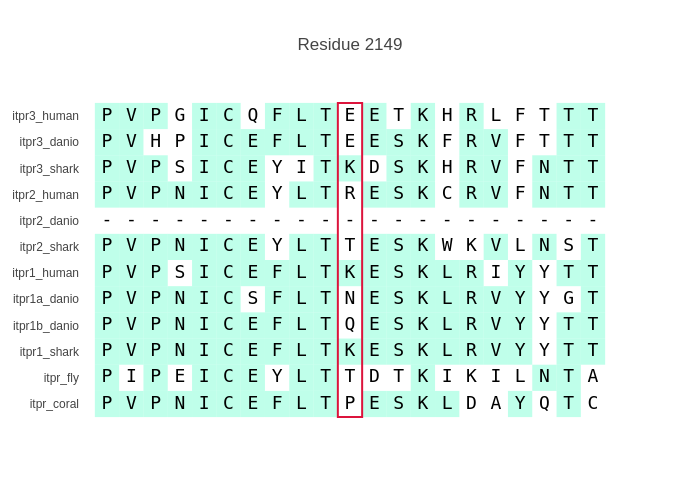 Residue 2149
itpr3_human P V P G I C Q F L T E E T K H R L F T T T
itpr3_danio P V H P I C E F L T E E S K F R V F T T T
itpr3_shark P V P S I C E Y I T K D S K H R V F N T T
itpr2_human P V P N I C E Y L T R E S K C R V F N T T
itpr2_danio - - - - - - - - - - - - - - - - - - - - -
itpr2_shark P V P N I C E Y L T T E S K W K V L N S T
itpr1_human P V P S I C E F L T K E S K L R I Y Y T T
itpr1a_danio P V P N I C S F L T N E S K L R V Y Y G T
itpr1b_danio P V P N I C E F L T Q E S K L R V Y Y T T
itpr1_shark P V P N I C E F L T K E S K L R V Y Y T T
itpr_fly P I P E I C E Y L T T D T K I K I L N T A
itpr_coral P V P N I C E F L T P E S K L D A Y Q T C